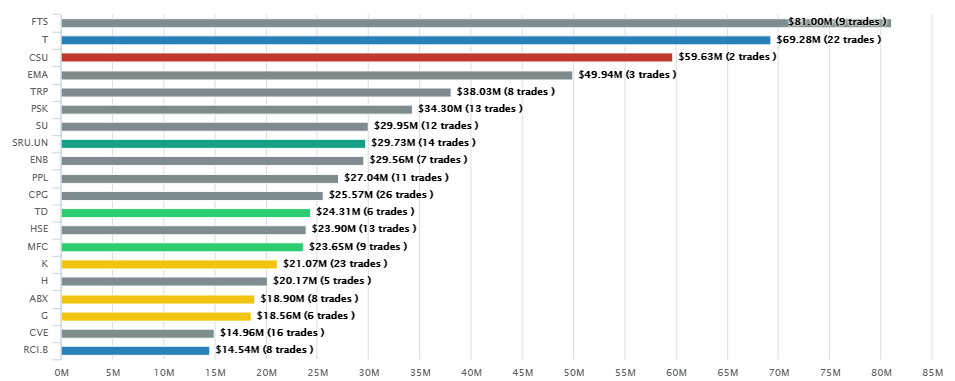 FTS $81.00M (9 trades )
T $69.28M (22 trades )
CSU $59.63M (2 trades )
EMA $49.94M (3 trades )
TRP $38.03M (8 trades )
PSK $34.30M (13 trades )
SU $29.95M (12 trades )
SRU.UN $29.73M (14 trades )
ENB $29.56M (7 trades )
PPL $27.04M (11 trades )
CPG $25.57M (26 trades )
TD $24.31M (6 trades )
HSE $23.90M (13 trades )
MFC $23.65M (9 trades )
K $21.07M (23 trades )
H $20.17M (5 trades )
ABX $18.90M (8 trades )
G $18.56M (6 trades )
CVE $14.96M (16 trades )
RCI.B $14.54M (8 trades )
0M 5M 10M 15M 20M 25M 30M 35M 40M 45M 50M 55M 60M 65M 70M 75M 80M 85M